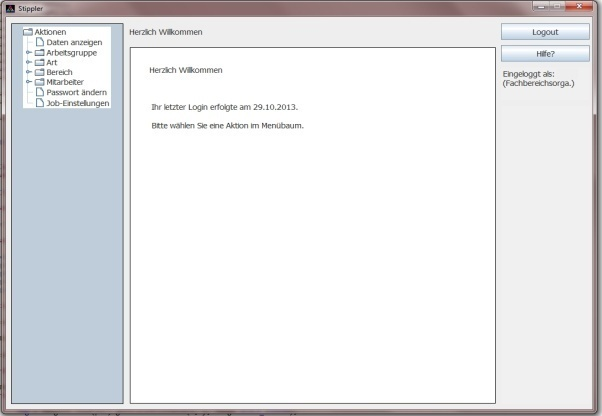 Stippler
Aktionen
Daten anzeigen
Arbeitsgruppe
Art
Bereich
Mitarbeiter
Passwort ändern
Job-Einstellungen
Herzlich Willkommen
Herzlich Willkommen
Ihr letzter Login erfolgte am 29.10.2013.
Bitte wählen Sie eine Aktion im Menübaum.
Logout
Hilfe?
Eingeloggt als:
(Fachbereichsorga.)